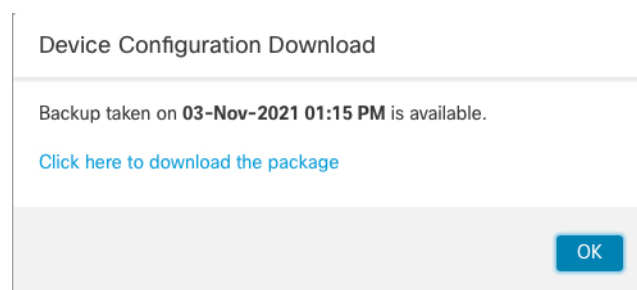 Device Configuration Download
Backup taken on 03-Nov-2021 01:15 PM is available.
Click here to download the package
OK